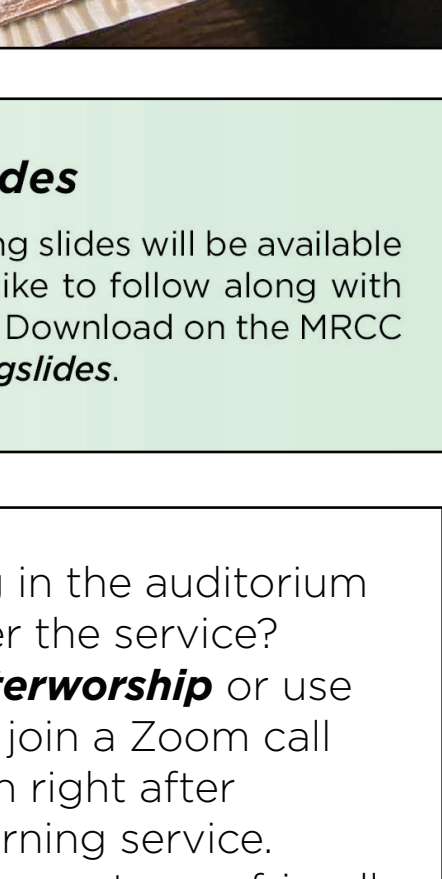 des
ng slides will be available
ike to follow along with
Download on the MRCC
gslides.
g in the auditorium
er the service?
terworship or use
join a Zoom call
n right after
rning service.